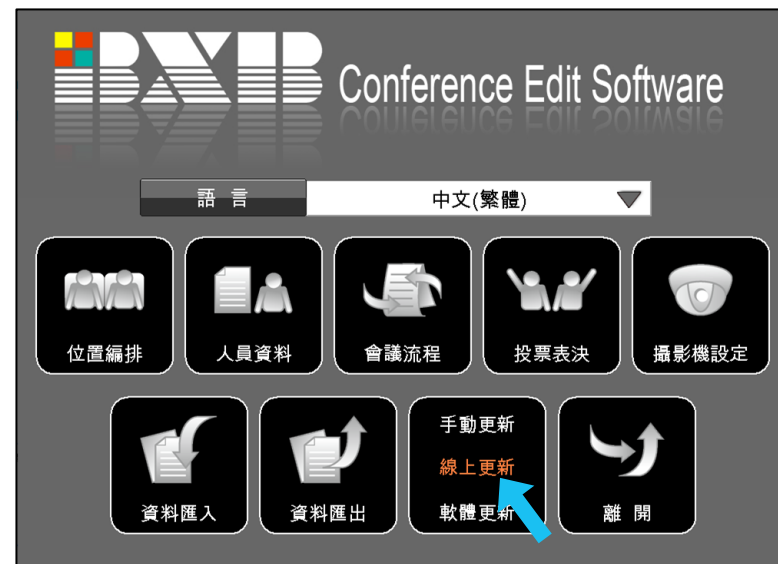 BXB Conference Edit Software
語言 中文(繁體)
位置編排 人員資料 會議流程 投票表決 攝影機設定
手動更新
線上更新
資料匯入 資料匯出 軟體更新 離開